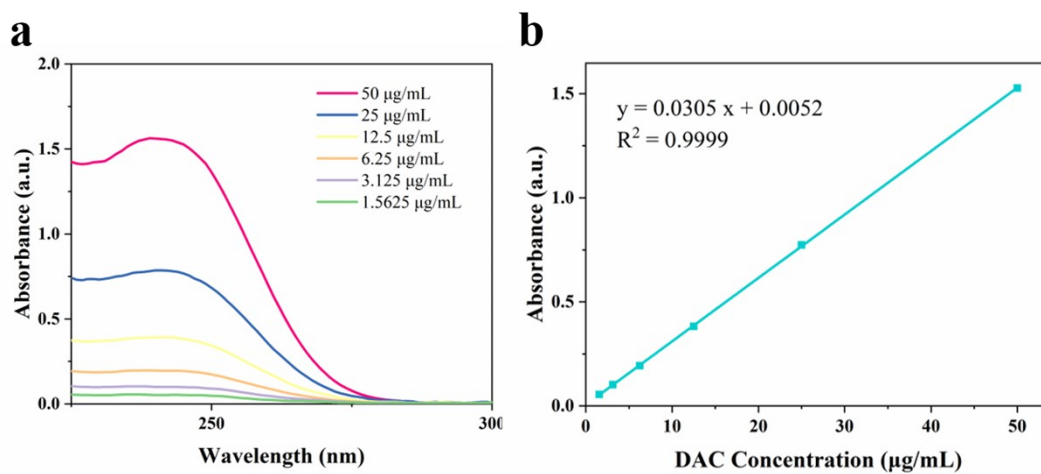 a
2.0
1.5
1.0
0.5
0.0
250
300
Absorbance (a.u.)
Wavelength (nm)
50 μg/mL
25 μg/mL
12.5 μg/mL
6.25 μg/mL
3.125 μg/mL
1.5625 μg/mL
b
y = 0.0305 x + 0.0052
R² = 0.9999
1.5
1.0
0.5
0.0
0
10
20
30
40
50
Absorbance (a.u.)
DAC Concentration (μg/mL)